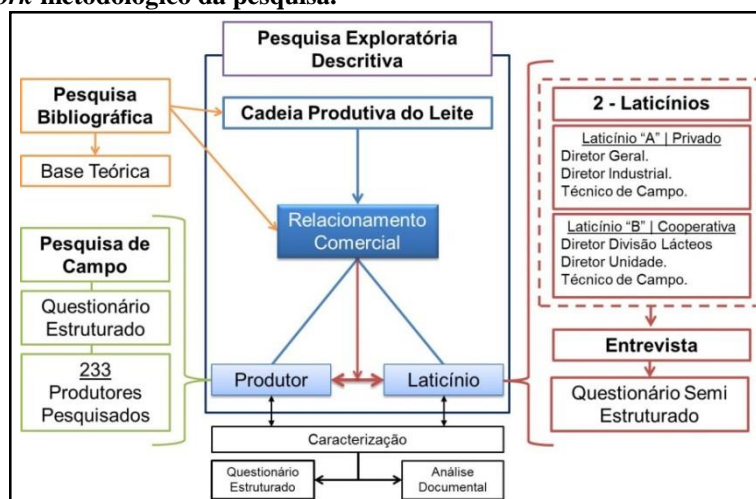 metodológico da pesquisa.
Pesquisa Exploratória
Descritiva
Pesquisa
Bibliográfica
Base Teórica
Cadeia Produtiva do Leite
Relacionamento
Comercial
Pesquisa de
Campo
Questionário
Estruturado
233
Produtores
Pesquisados
Produtor
Laticínio
Caracterização
Questionário
Estruturado
Análise
Documental
2 - Laticínios
Laticínio "A" | Privado
Diretor Geral.
Diretor Industrial.
Técnico de Campo.
Laticínio "B" | Cooperativa
Diretor Divisão Lácteos
Diretor Unidade.
Técnico de Campo.
Entrevista
Questionário Semi
Estruturado